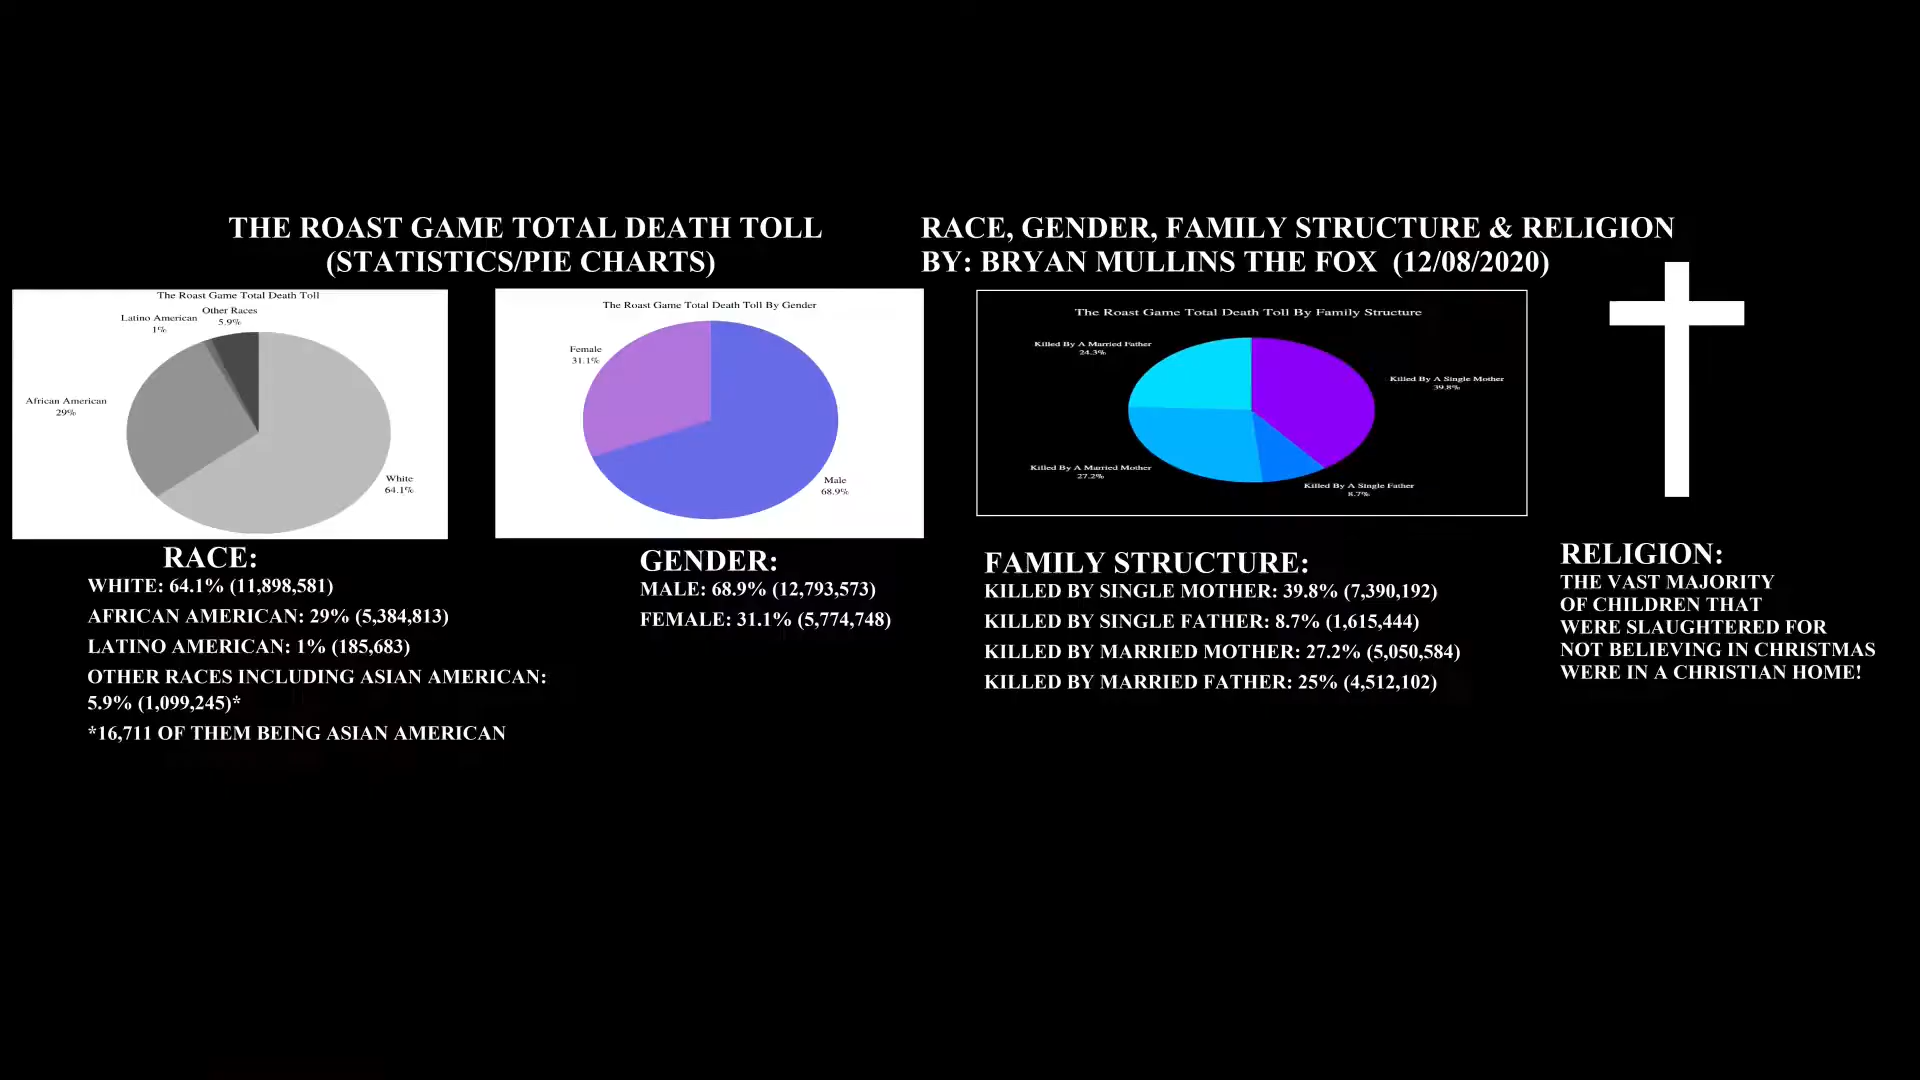 THE ROAST GAME TOTAL DEATH TOLL
(STATISTICS/PIE CHARTS)
RACE, GENDER, FAMILY STRUCTURE & RELIGION
BY: BRYAN MULLINS THE FOX (12/08/2020)
The Roast Game Total Death Toll
Other Races
5.9%
Latino American
1%
African American
29%
White
64.1%
The Roast Game Total Death Toll By Gender
Female
31.1%
Male
68.9%
The Roast Game Total Death Toll By Family Structure
Killed By A Married Father
24.3%
Killed By A Single Mother
39.8%
Killed By A Married Mother
27.2%
Killed By A Single Father
8.7%
RACE:
WHITE: 64.1% (11,898,581)
AFRICAN AMERICAN: 29% (5,384,813)
LATINO AMERICAN: 1% (185,683)
OTHER RACES INCLUDING ASIAN AMERICAN:
5.9% (1,099,245)*
*16,711 OF THEM BEING ASIAN AMERICAN
GENDER:
MALE: 68.9% (12,793,573)
FEMALE: 31.1% (5,774,748)
FAMILY STRUCTURE:
KILLED BY SINGLE MOTHER: 39.8% (7,390,192)
KILLED BY SINGLE FATHER: 8.7% (1,615,444)
KILLED BY MARRIED MOTHER: 27.2% (5,050,584)
KILLED BY MARRIED FATHER: 25% (4,512,102)
RELIGION:
THE VAST MAJORITY
OF CHILDREN THAT
WERE SLAUGHTERED FOR
NOT BELIEVING IN CHRISTMAS
WERE IN A CHRISTIAN HOME!